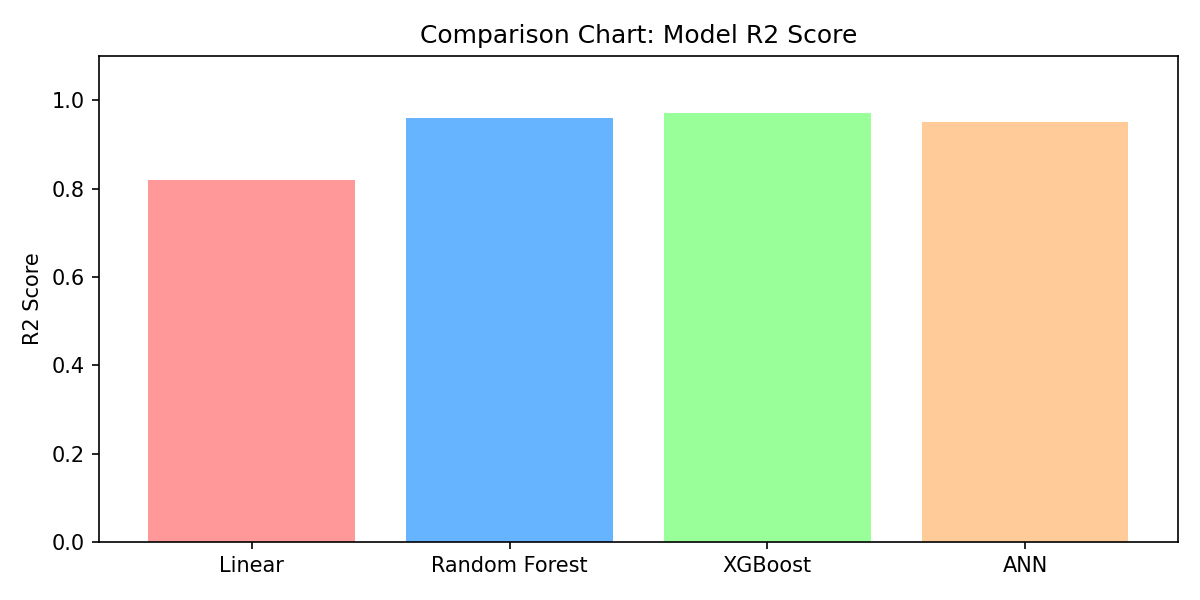 Comparison Chart: Model R2 Score
1.0
0.8
0.6
0.4
0.2
0.0
R2 Score
Linear
Random Forest
XGBoost
ANN